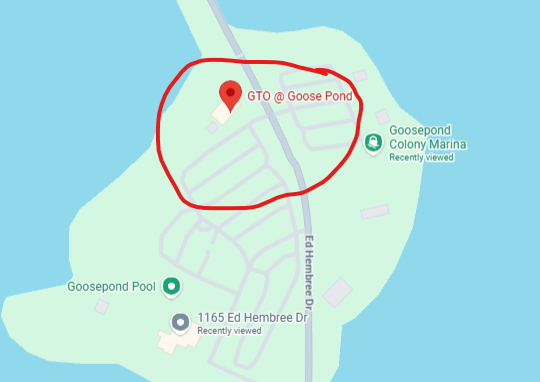 GTO @ Goose Pond
Goosepond
Colony Marina
Recently viewed
Ed Hembree Dr
Goosepond Pool
1165 Ed Hembree Dr
Recently viewed